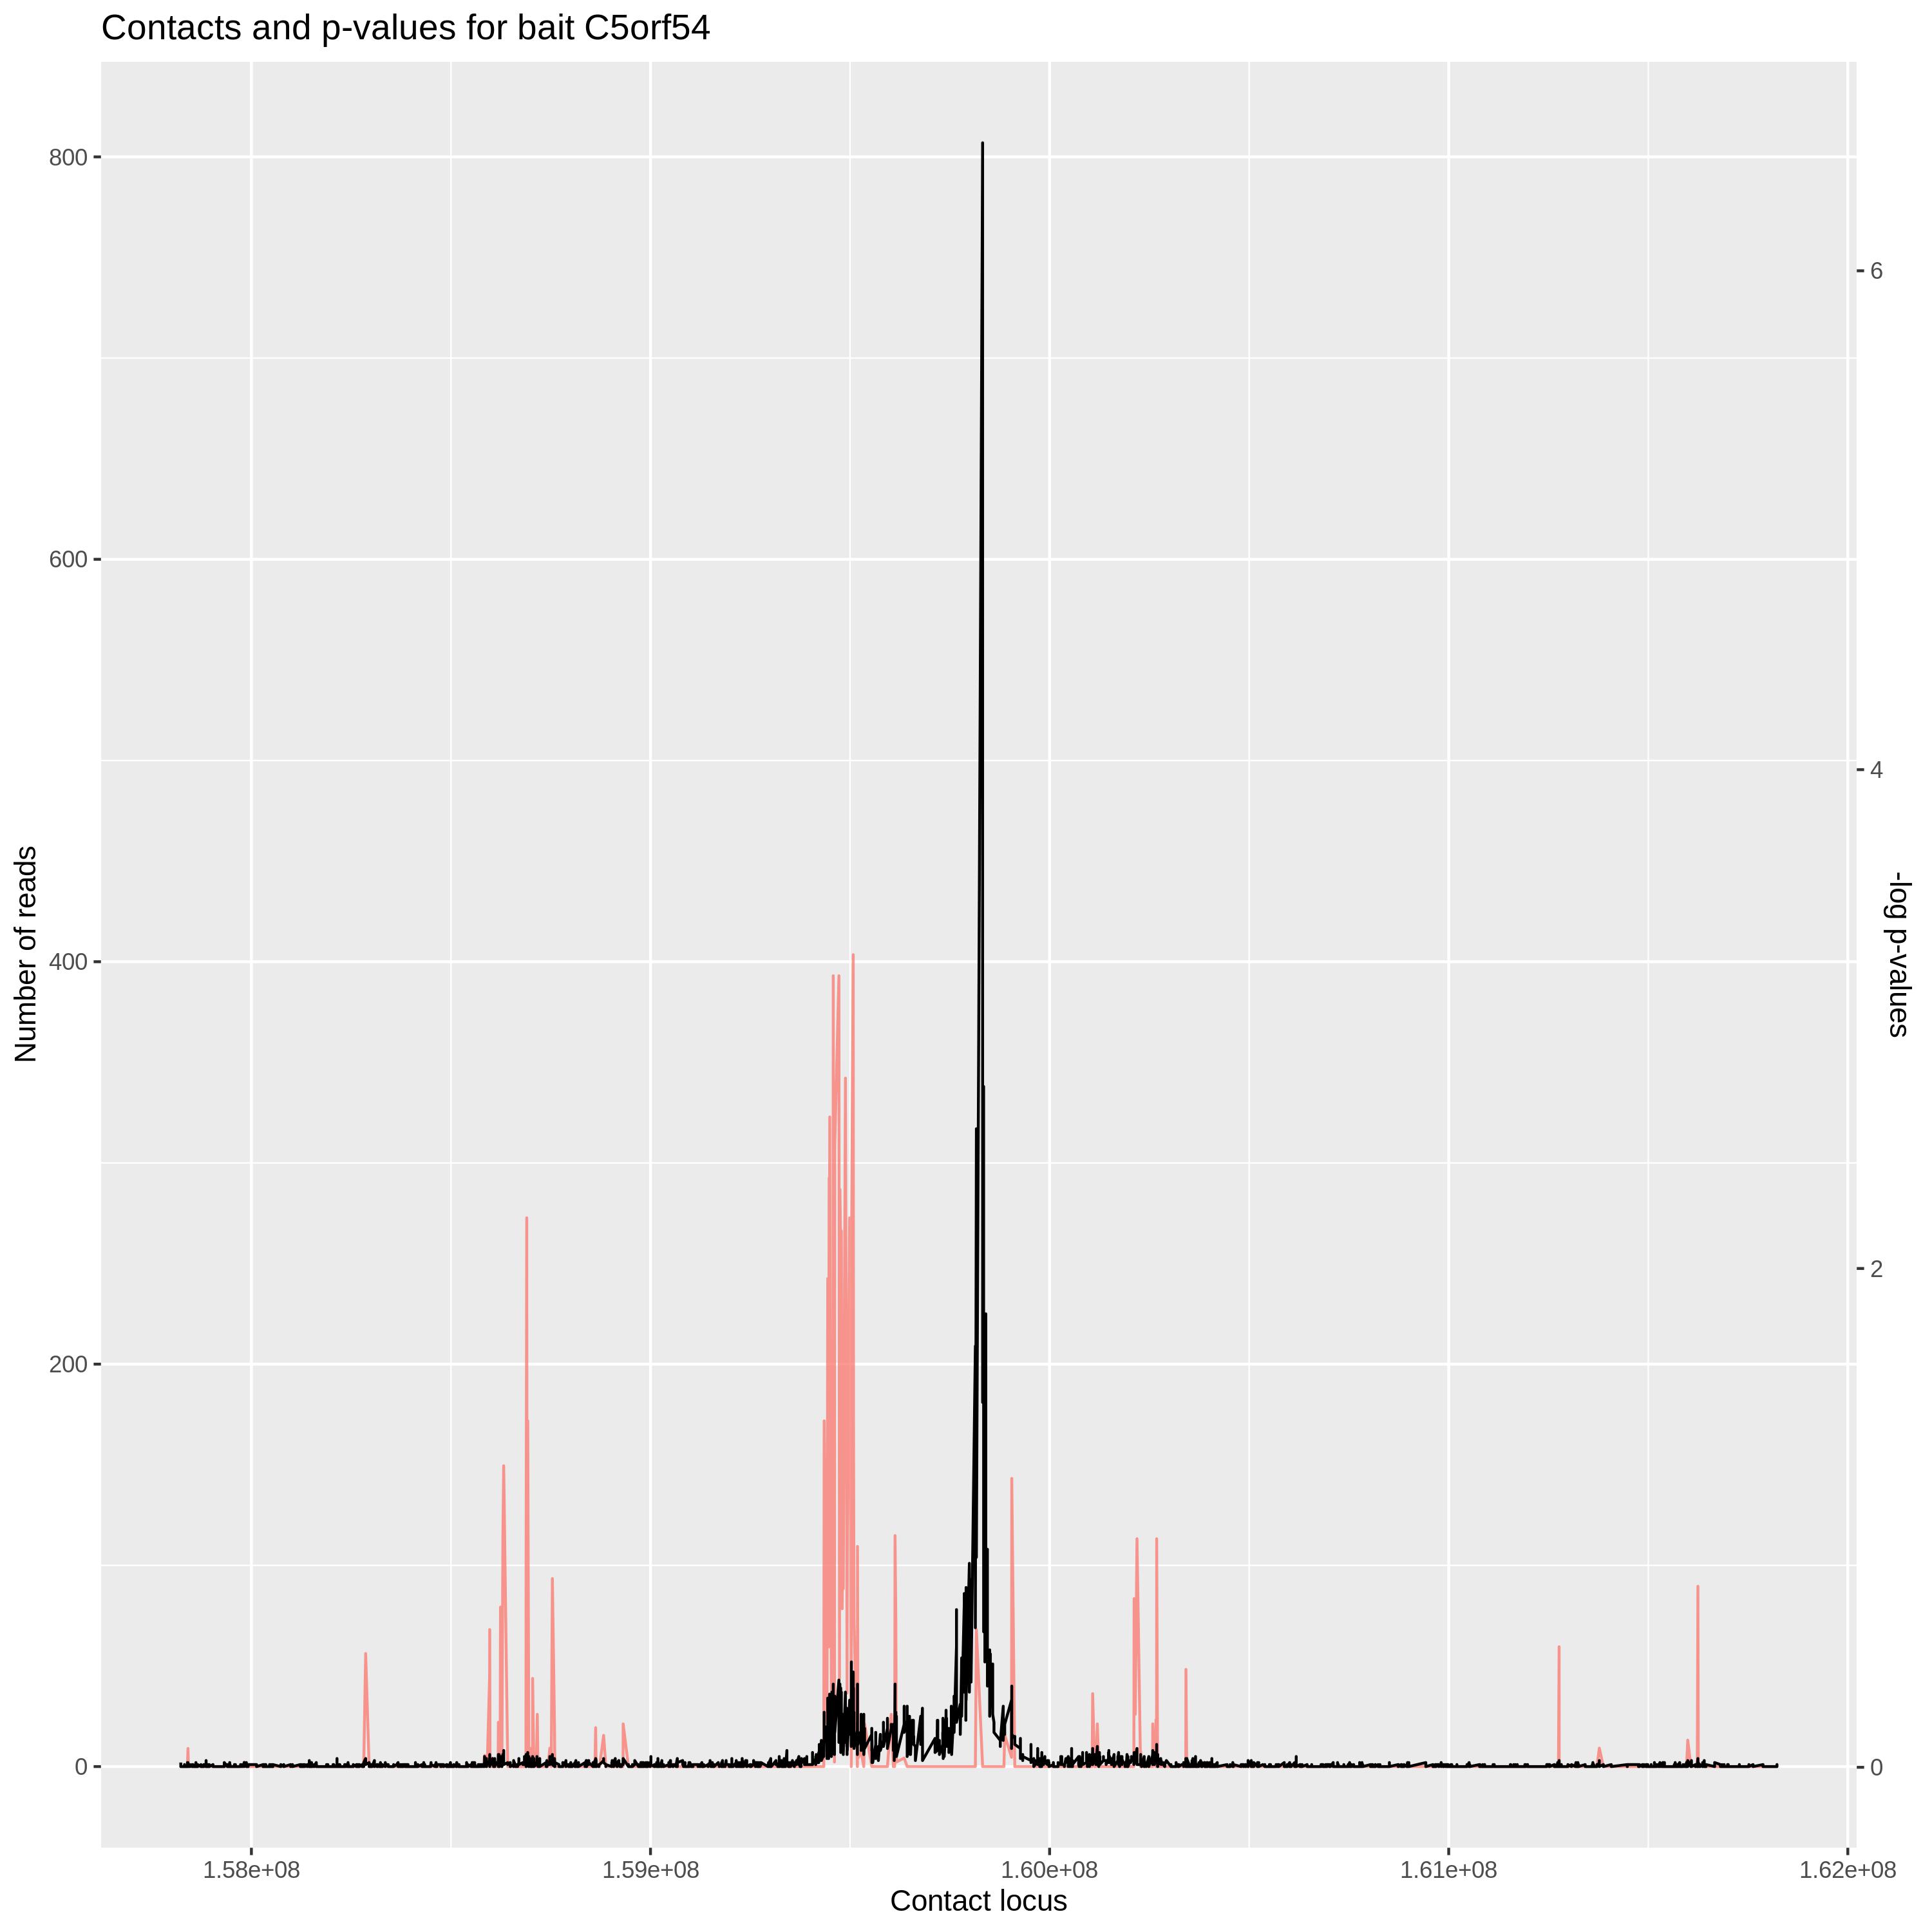 Contacts and p-values for bait C5orf54
800
600
400
200
0
6
4
2
0
Number of reads
-log p-values
1.58e+08
1.59e+08
1.60e+08
1.61e+08
1.62e+08
Contact locus